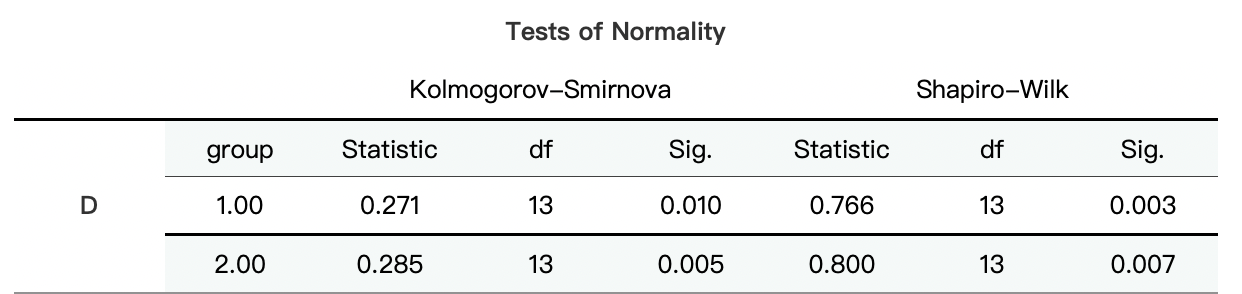 Tests of Normality
Kolmogorov–Smirnova Shapiro–Wilk
group Statistic df Sig. Statistic df Sig.
D 1.00 0.271 13 0.010 0.766 13 0.003
2.00 0.285 13 0.005 0.800 13 0.007